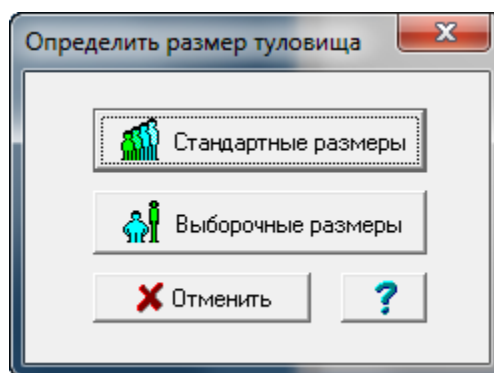 Определить размер туловища
Стандартные размеры
Выборочные размеры
Отменить
?